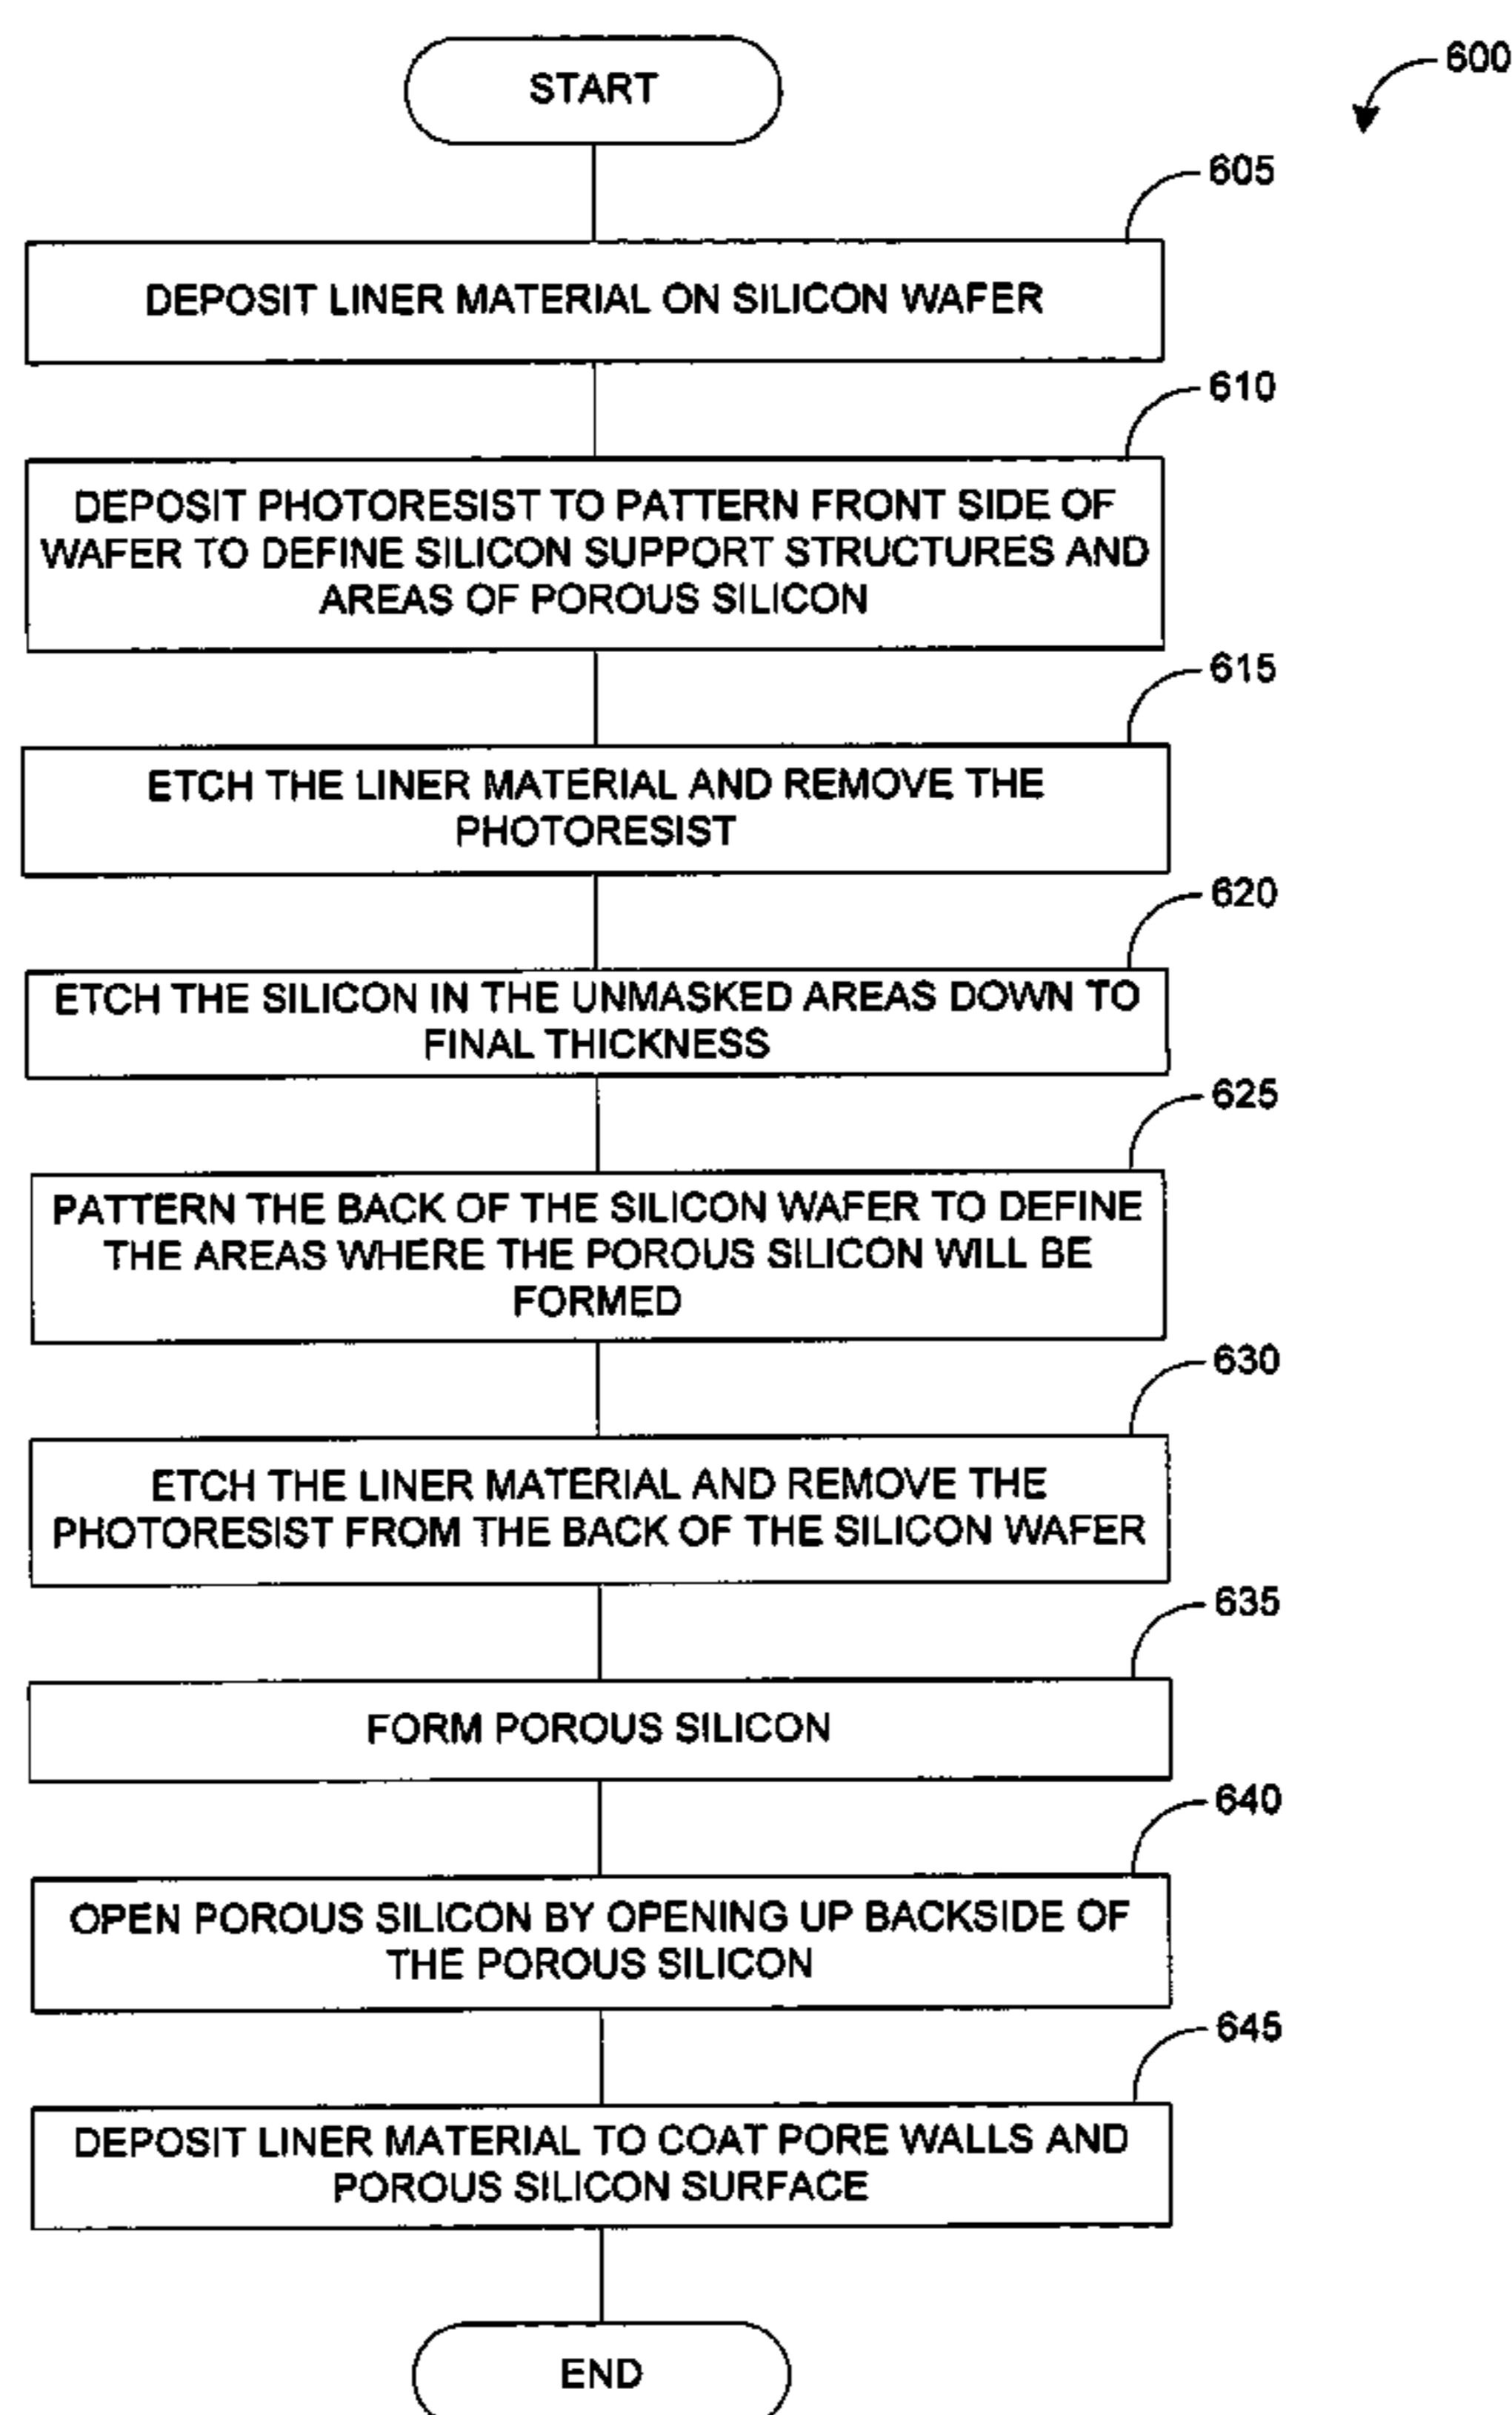 START
600
605
DEPOSIT LINER MATERIAL ON SILICON WAFER
610
DEPOSIT PHOTORESIST TO PATTERN FRONT SIDE OF
WAFER TO DEFINE SILICON SUPPORT STRUCTURES AND
AREAS OF POROUS SILICON
615
ETCH THE LINER MATERIAL AND REMOVE THE
PHOTORESIST
620
ETCH THE SILICON IN THE UNMASKED AREAS DOWN TO
FINAL THICKNESS
625
PATTERN THE BACK OF THE SILICON WAFER TO DEFINE
THE AREAS WHERE THE POROUS SILICON WILL BE
FORMED
630
ETCH THE LINER MATERIAL AND REMOVE THE
PHOTORESIST FROM THE BACK OF THE SILICON WAFER
635
FORM POROUS SILICON
640
OPEN POROUS SILICON BY OPENING UP BACKSIDE OF
THE POROUS SILICON
645
DEPOSIT LINER MATERIAL TO COAT PORE WALLS AND
POROUS SILICON SURFACE
END